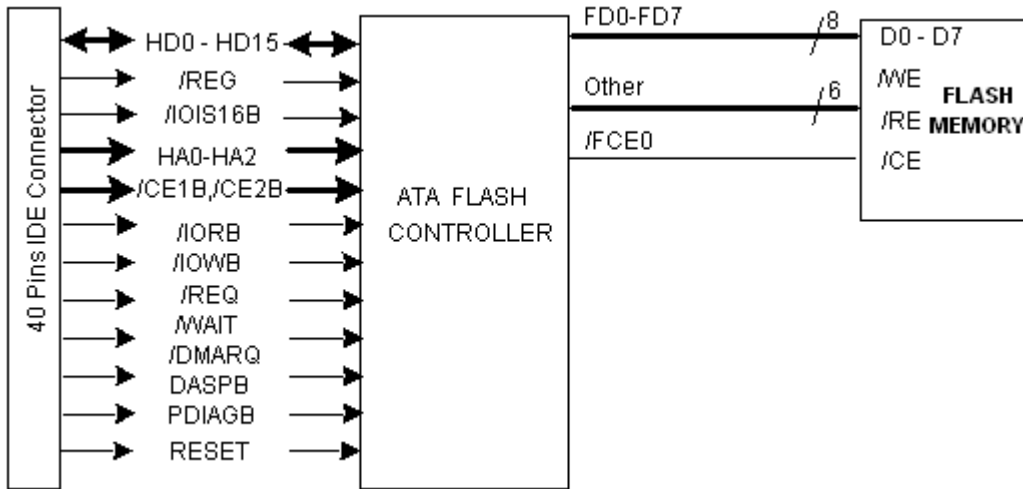 40 Pins IDE Connector
HD0 - HD15
/REG
/IOIS16B
HA0-HA2
/CE1B,/CE2B
/IORB
/IOWB
/REQ
/WAIT
/DMARQ
DASPB
PDIAGB
RESET
ATA FLASH
CONTROLLER
FD0-FD7
8
Other
6
/FCE0
D0 - D7
/WE
/RE
/CE
FLASH
MEMORY